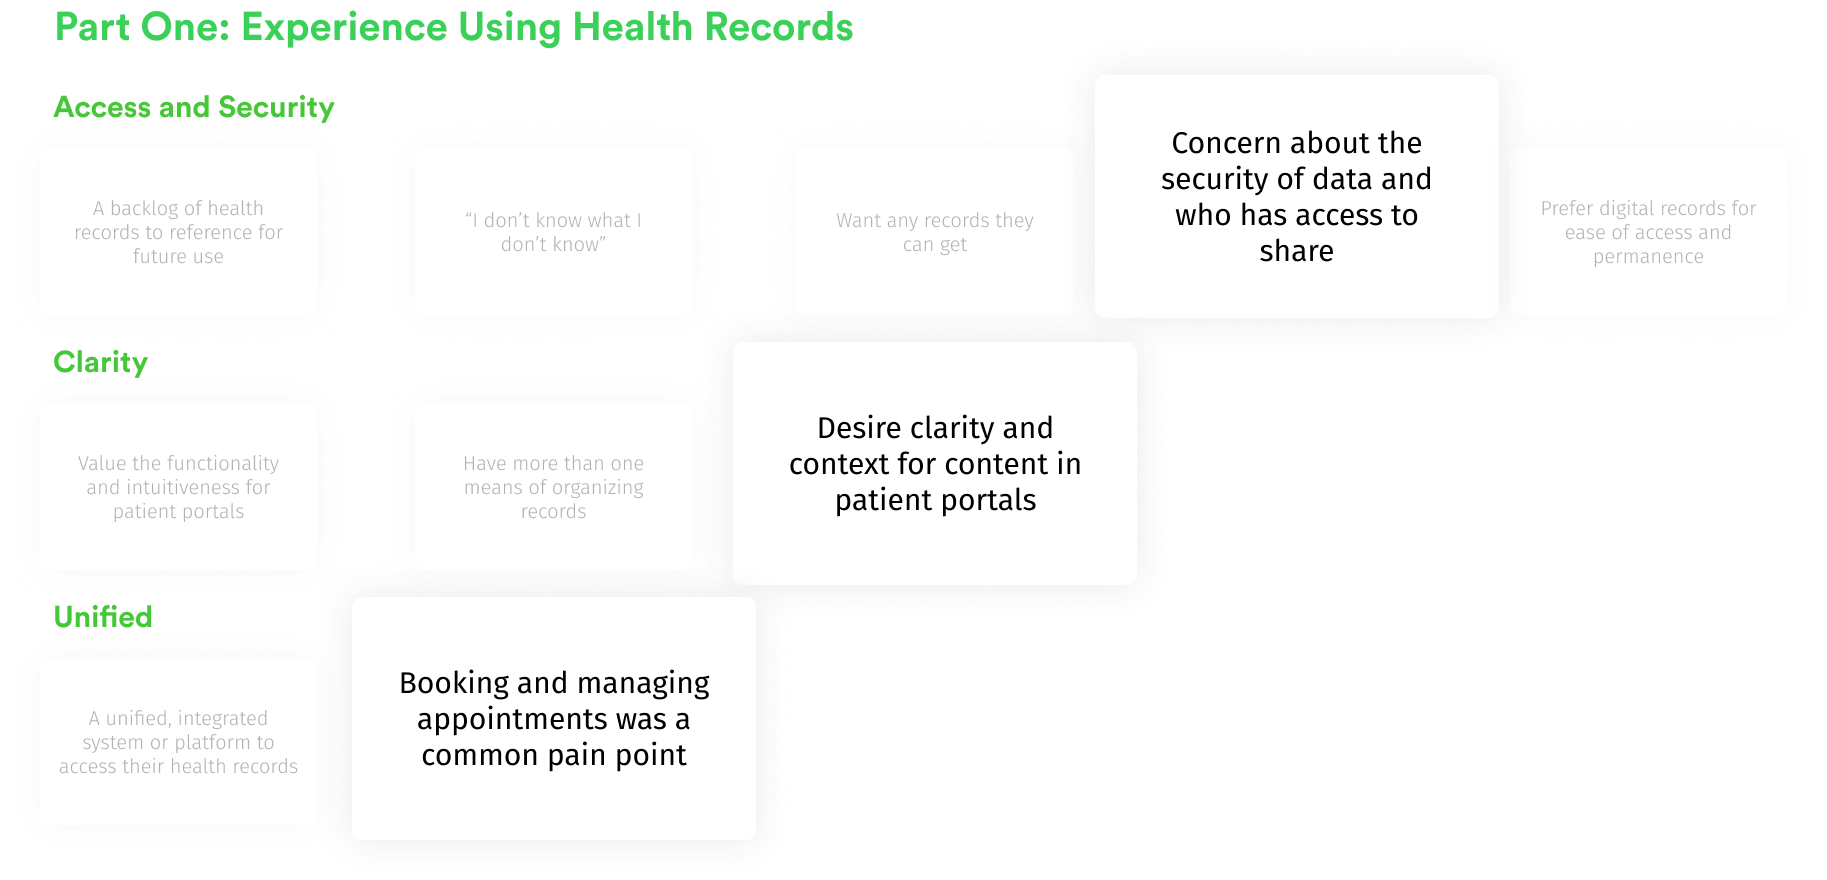 Part One: Experience Using Health Records
Access and Security
A backlog of health
records to reference for
future use
“I don’t know what I
don’t know”
Want any records they
can get
Concern about the
security of data and
who has access to
share
Prefer digital records for
ease of access and
permanence
Clarity
Value the functionality
and intuitiveness for
patient portals
Have more than one
means of organizing
records
Desire clarity and
context for content in
patient portals
Unified
A unified, integrated
system or platform to
access their health records
Booking and managing
appointments was a
common pain point